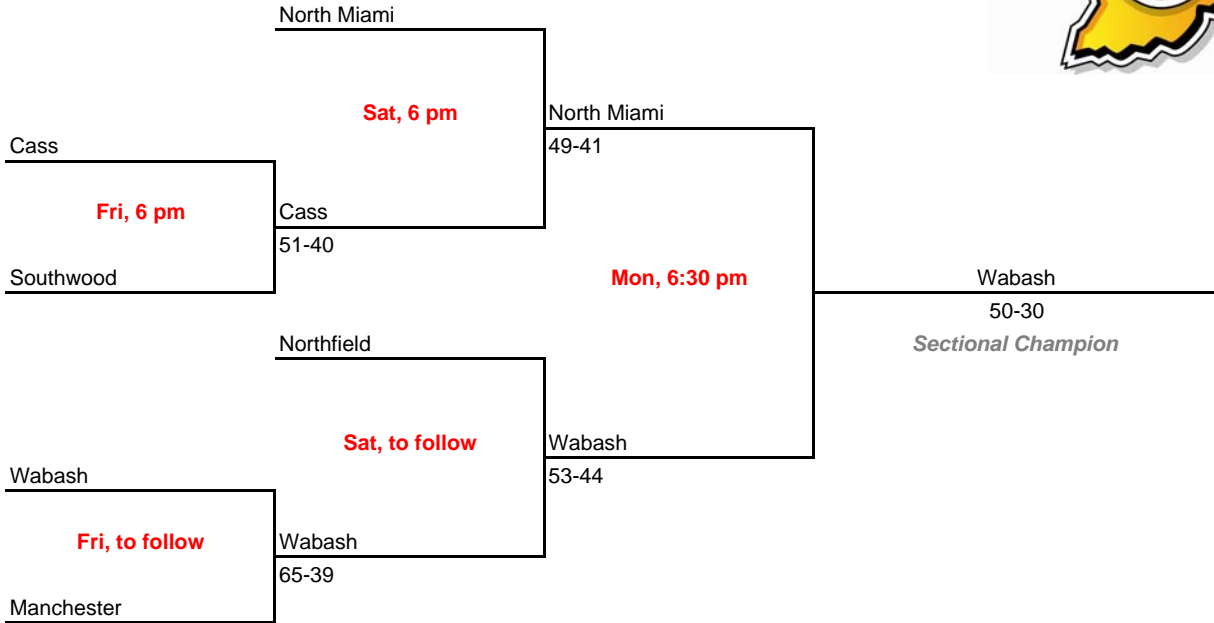 North Miami
Sat, 6 pm
North Miami
Cass
49-41
Fri, 6 pm
Cass
51-40
Southwood
Mon, 6:30 pm
Wabash
50-30
Northfield
Sectional Champion
Sat, to follow
Wabash
Wabash
53-44
Fri, to follow
Wabash
65-39
Manchester